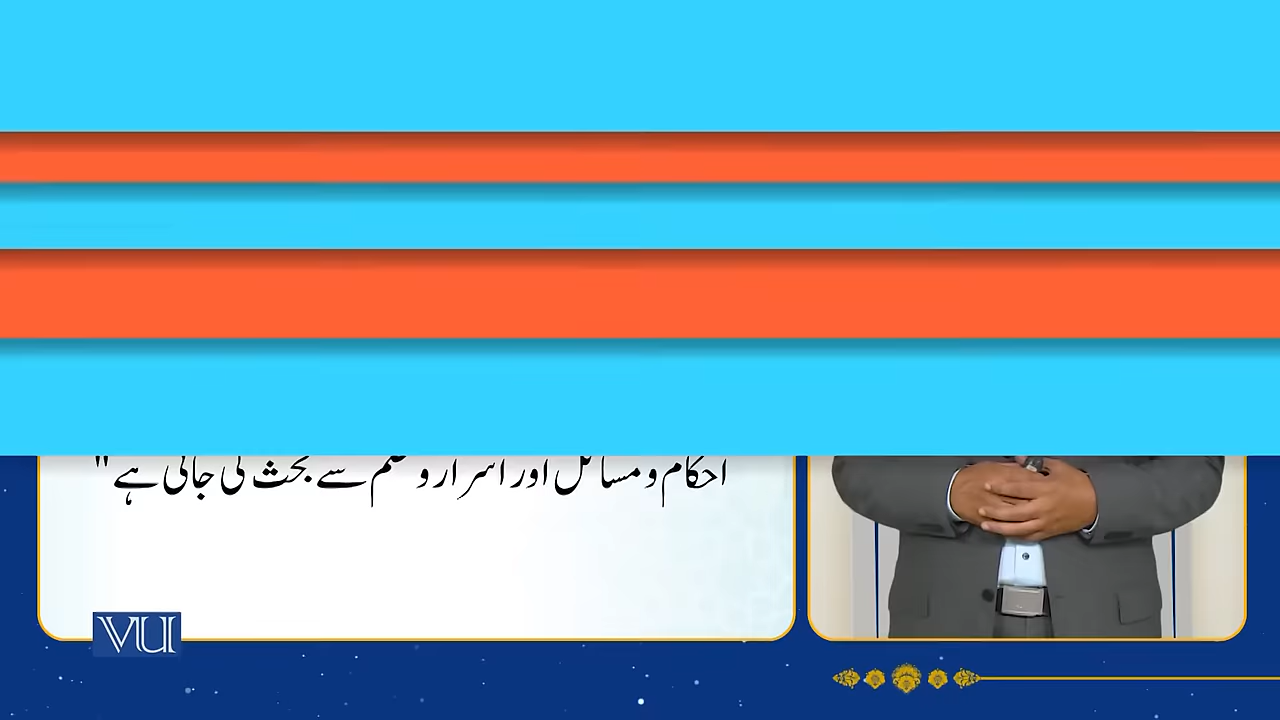 احکام و مسائل اور اسرار و حکم سے بحث کی جاتی ہے"
VU